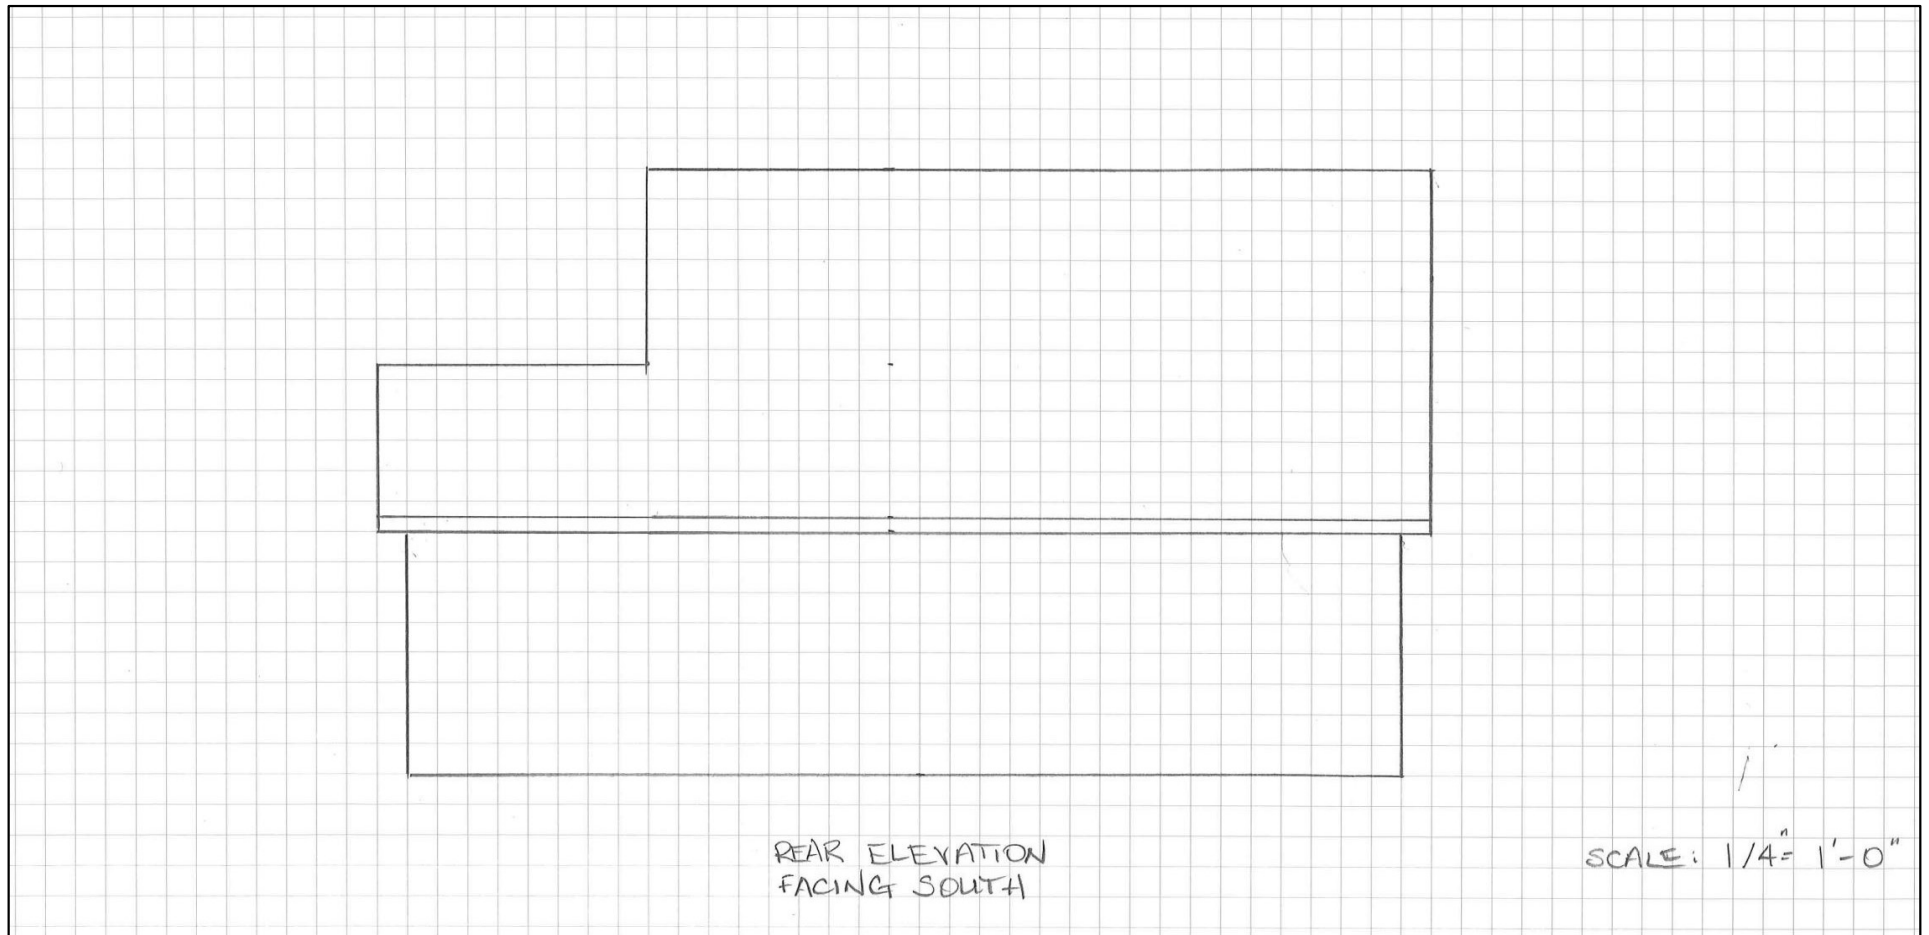 REAR ELEVATION
FACING SOUTH
SCALE: 1/4"= 1'-0"